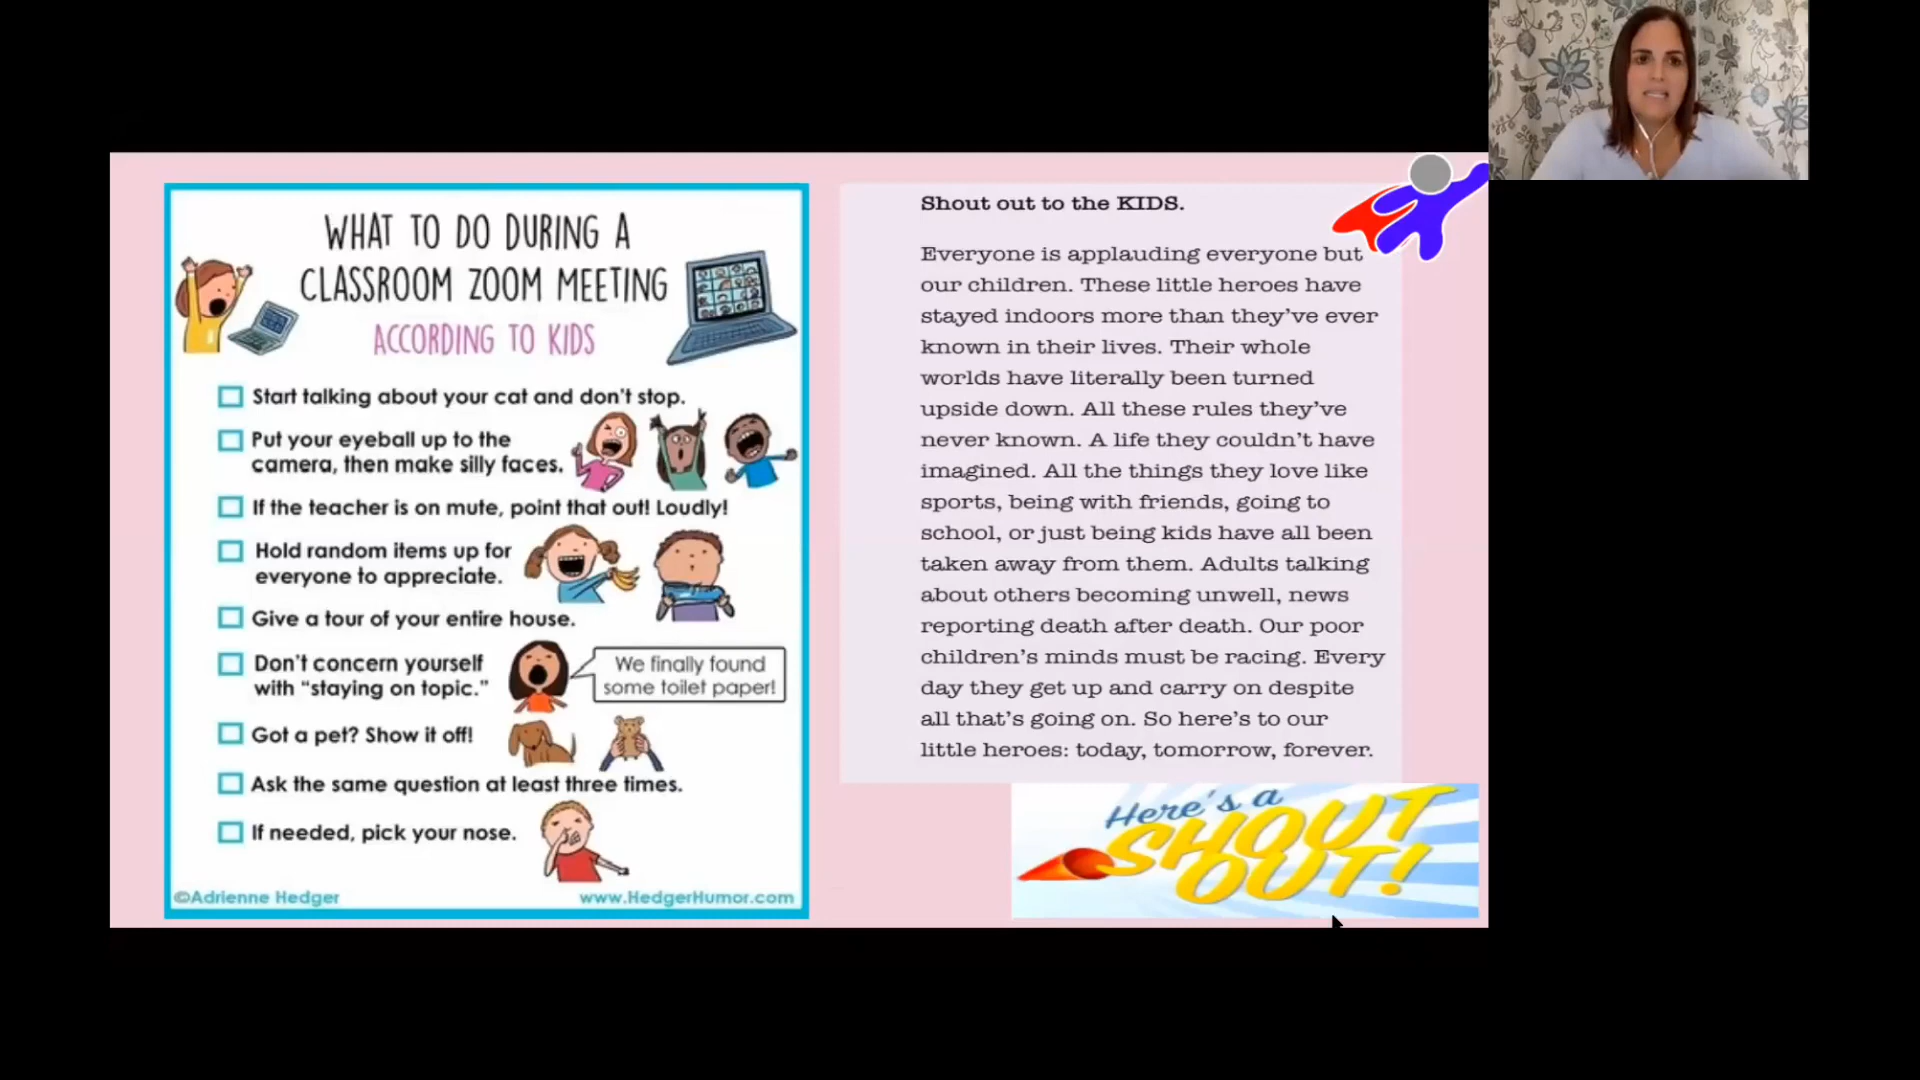 WHAT TO DO DURING A
CLASSROOM ZOOM MEETING
ACCORDING TO KIDS
Start talking about your cat and don't stop.
Put your eyeball up to the
camera, then make silly faces.
If the teacher is on mute, point that out! Loudly!
Hold random items up for
everyone to appreciate.
Give a tour of your entire house.
Don't concern yourself
with “staying on topic.”
We finally found
some toilet paper!
Got a pet? Show it off!
Ask the same question at least three times.
If needed, pick your nose.
©Adrienne Hedger
www.HedgerHumor.com
Shout out to the KIDS.
Everyone is applauding everyone but
our children. These little heroes have
stayed indoors more than they’ve ever
known in their lives. Their whole
worlds have literally been turned
upside down. All these rules they’ve
never known. A life they couldn’t have
imagined. All the things they love like
sports, being with friends, going to
school, or just being kids have all been
taken away from them. Adults talking
about others becoming unwell, news
reporting death after death. Our poor
children’s minds must be racing. Every
day they get up and carry on despite
all that’s going on. So here’s to our
little heroes: today, tomorrow, forever.
Here's a
SHOUT
OUT!